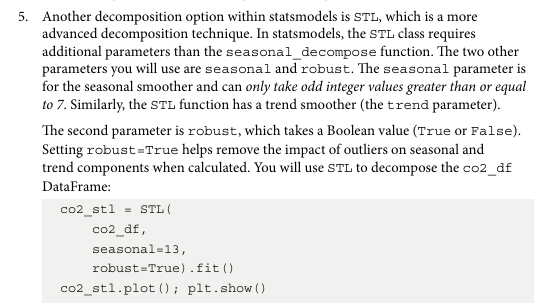 5. Another decomposition option within statsmodels is STL, which is a more
advanced decomposition technique. In statsmodels, the STL class requires
additional parameters than the seasonal_decompose function. The two other
parameters you will use are seasonal and robust. The seasonal parameter is
for the seasonal smoother and can only take odd integer values greater than or equal
to 7. Similarly, the STL function has a trend smoother (the trend parameter).
The second parameter is robust, which takes a Boolean value (True or False).
Setting robust=True helps remove the impact of outliers on seasonal and
trend components when calculated. You will use STL to decompose the co2_df
DataFrame:
co2_stl = STL(
    co2_df,
    seasonal=13,
    robust=True).fit()
co2_stl.plot(); plt.show()